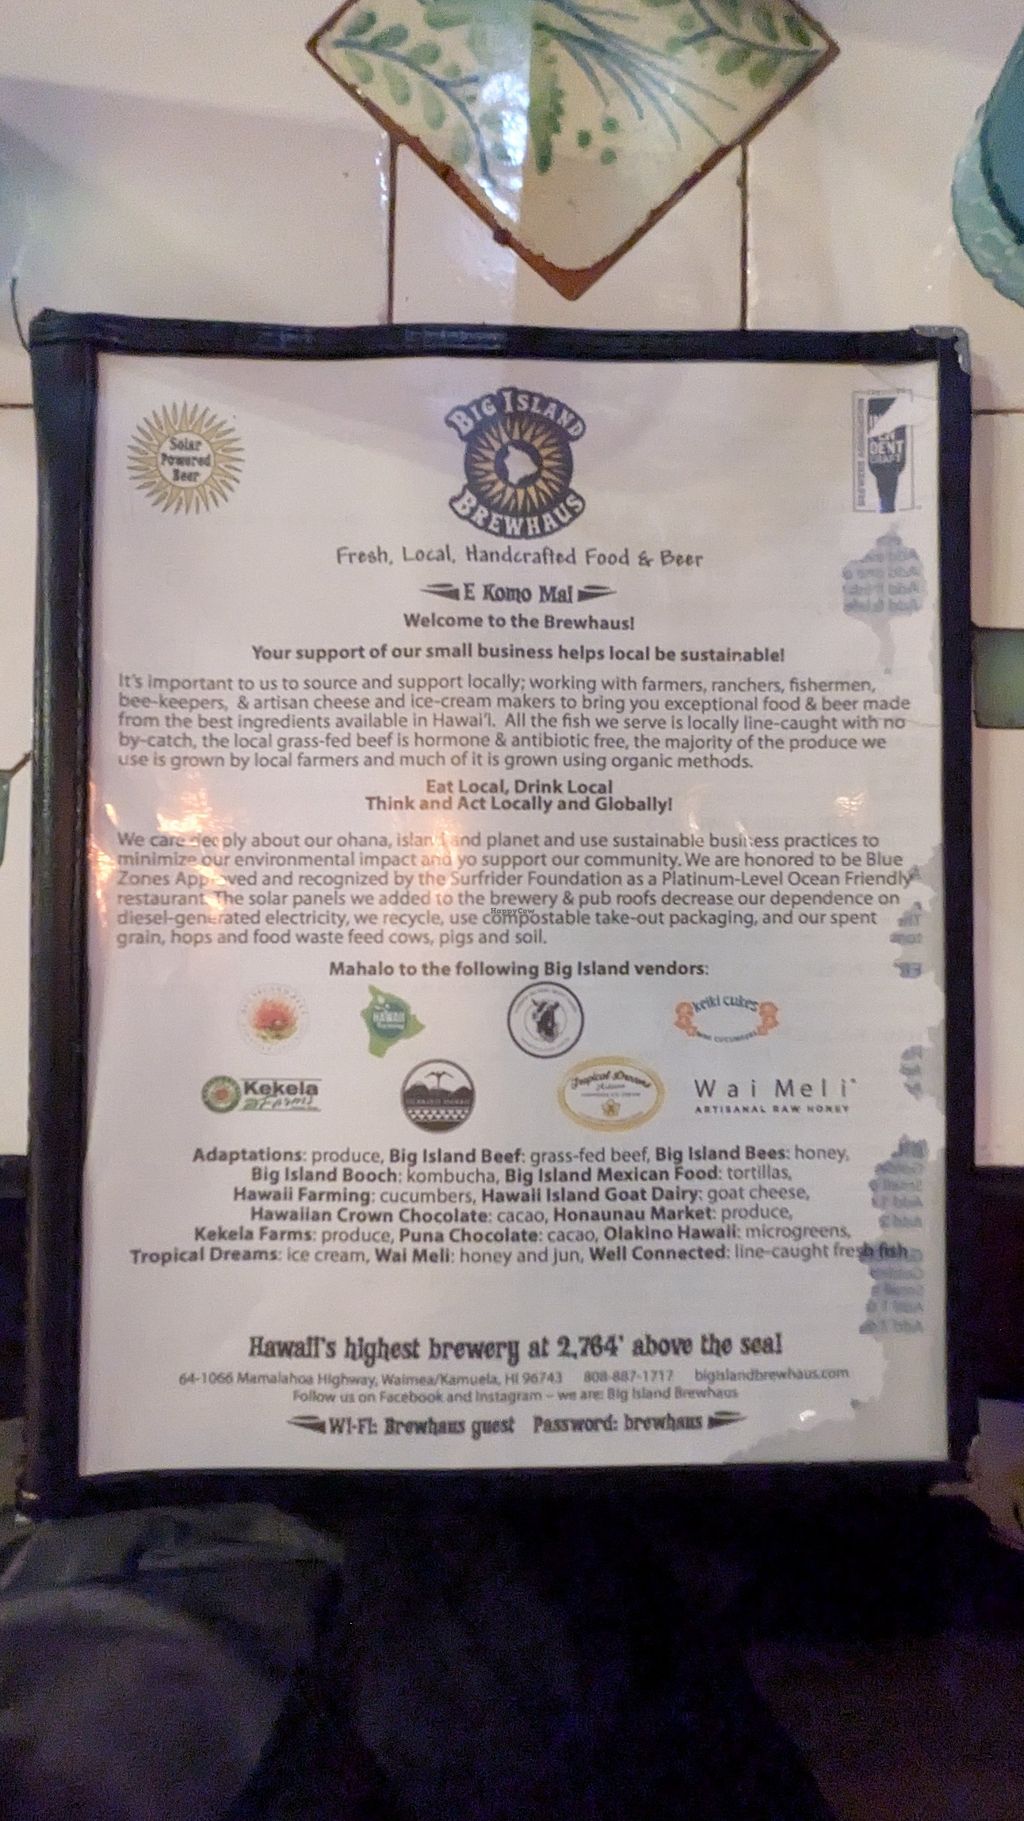 Solar
Powered
Beer
BIG ISLAND
BREWHAUS
Fresh, Local, Handcrafted Food & Beer
E Komo Mai
Welcome to the Brewhaus!
Your support of our small business helps local be sustainable!
It's important to us to source and support locally; working with farmers, ranchers, fishermen,
bee-keepers, & artisan cheese and ice-cream makers to bring you exceptional food & beer made
from the best ingredients available in Hawai'i. All the fish we serve is locally line-caught with no
by-catch, the local grass-fed beef is hormone & antibiotic free, the majority of the produce we
use is grown by local farmers and much of it is grown using organic methods.
Eat Local, Drink Local
Think and Act Locally and Globally!
We care deeply about our ohana, island and planet and use sustainable business practices to
minimize our environmental impact and yo support our community. We are honored to be Blue
Zones Approved and recognized by the Surfrider Foundation as a Platinum-Level Ocean Friendly
restaurant. The solar panels we added to the brewery & pub roofs decrease our dependence on
HappyCow
diesel-generated electricity, we recycle, use compostable take-out packaging, and our spent
grain, hops and food waste feed cows, pigs and soil.
Mahalo to the following Big Island vendors:
HAWAII
keiki cukes
MINI CUCUMBERS
Kekela
Farms
Tropical Dreams
Wai Meli
ARTISANAL RAW HONEY
Adaptations: produce, Big Island Beef: grass-fed beef, Big Island Bees: honey,
Big Island Booch: kombucha, Big Island Mexican Food: tortillas,
Hawaii Farming: cucumbers, Hawaii Island Goat Dairy: goat cheese,
Hawaiian Crown Chocolate: cacao, Honaunau Market: produce,
Kekela Farms: produce, Puna Chocolate: cacao, Olakino Hawaii: microgreens,
Tropical Dreams: ice cream, Wai Meli: honey and jun, Well Connected: line-caught fresh fish
Hawaii's highest brewery at 2,764' above the sea!
64-1066 Mamalahoa Highway, Waimea/Kamuela, HI 96743 808-887-1717 bigislandbrewhaus.com
Follow us on Facebook and Instagram – we are: Big Island Brewhaus
Wi-Fi: Brewhaus guest Password: brewhaus